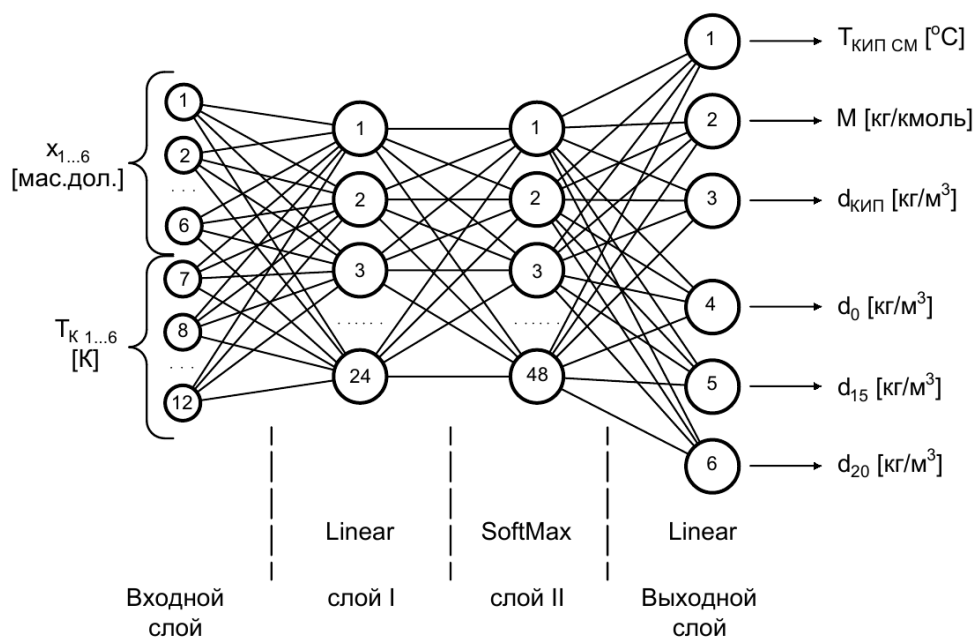 x1...6
[мас.дол.]
TК 1...6
[К]
1
2
...
6
7
8
...
12
1
2
3
......
24
1
2
3
......
48
1
2
3
4
5
6
TКИП СМ [°C]
M [кг/кмоль]
dКИП [кг/м³]
d0 [кг/м³]
d15 [кг/м³]
d20 [кг/м³]
Linear
SoftMax
Linear
Входной
слой
слой I
слой II
Выходной
слой